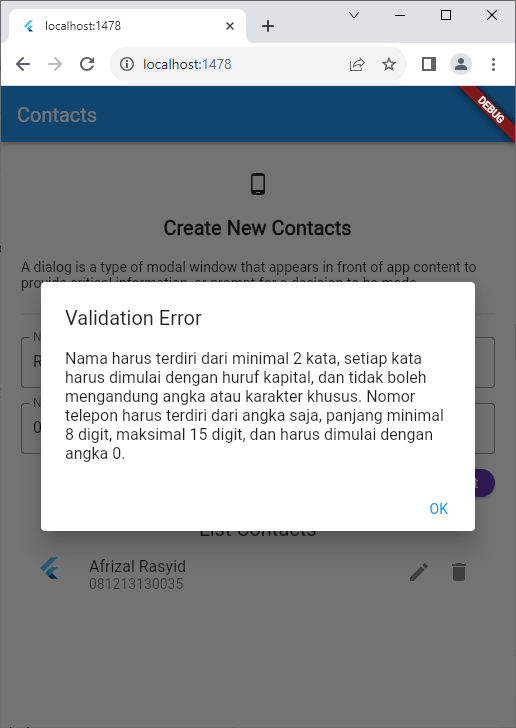 localhost:1478
localhost:1478
Contacts
DEBUG
Create New Contacts
A dialog is a type of modal window that appears in front of app content to
provide critical information, or prompt for a decision to be made.
Validation Error
Nama harus terdiri dari minimal 2 kata, setiap kata
harus dimulai dengan huruf kapital, dan tidak boleh
mengandung angka atau karakter khusus. Nomor
telepon harus terdiri dari angka saja, panjang minimal
8 digit, maksimal 15 digit, dan harus dimulai dengan
angka 0.
OK
List Contacts
Afrizal Rasyid
081213130035